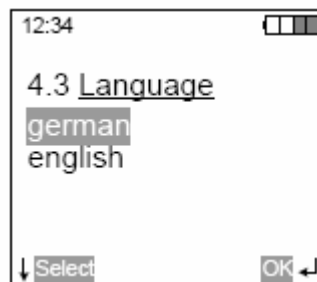 12:34
4.3 Language
german
english
↓ Select OK ↵